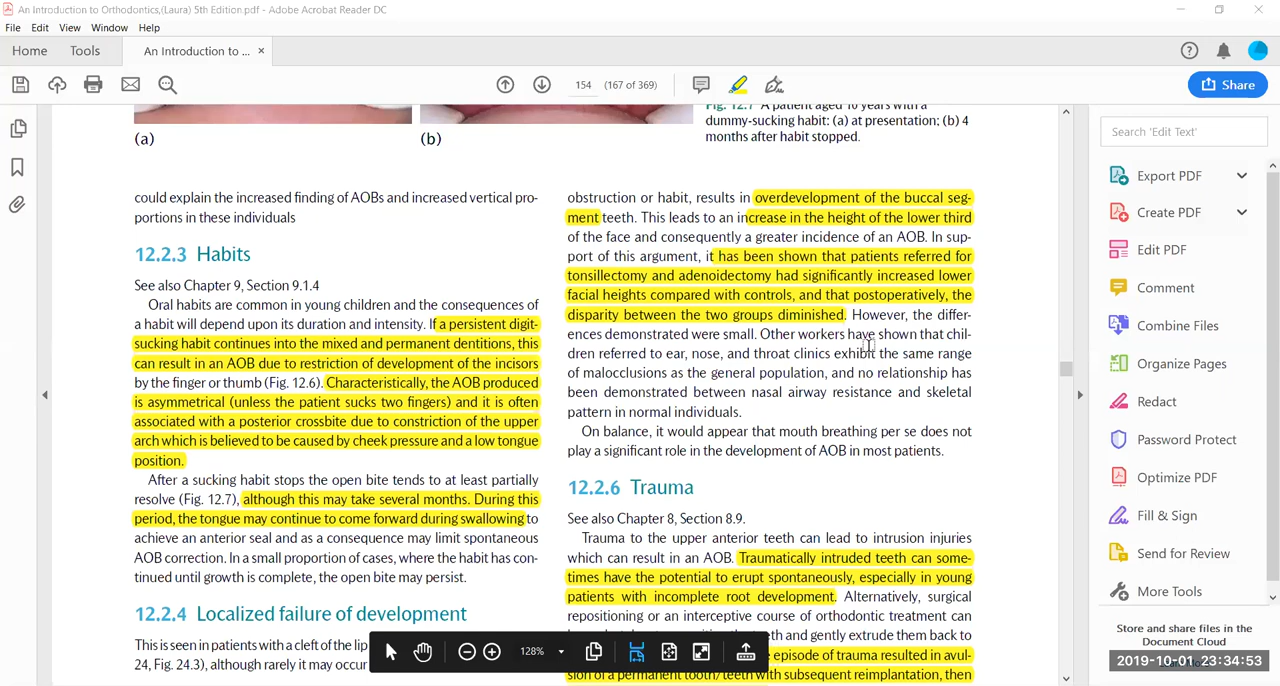 An Introduction to Orthodontics,(Laura) 5th Edition.pdf - Adobe Acrobat Reader DC
File Edit View Window Help
Home Tools An Introduction to ... ×
154 (167 of 369) Share
(a) (b)
Fig. 12.7 A patient aged 10 years with a
dummy-sucking habit: (a) at presentation; (b) 4
months after habit stopped.
could explain the increased finding of AOBs and increased vertical pro-
portions in these individuals
12.2.3 Habits
See also Chapter 9, Section 9.1.4
Oral habits are common in young children and the consequences of
a habit will depend upon its duration and intensity. If a persistent digit-
sucking habit continues into the mixed and permanent dentitions, this
can result in an AOB due to restriction of development of the incisors
by the finger or thumb (Fig. 12.6). Characteristically, the AOB produced
is asymmetrical (unless the patient sucks two fingers) and it is often
associated with a posterior crossbite due to constriction of the upper
arch which is believed to be caused by cheek pressure and a low tongue
position.
After a sucking habit stops the open bite tends to at least partially
resolve (Fig. 12.7), although this may take several months. During this
period, the tongue may continue to come forward during swallowing to
achieve an anterior seal and as a consequence may limit spontaneous
AOB correction. In a small proportion of cases, where the habit has con-
tinued until growth is complete, the open bite may persist.
12.2.4 Localized failure of development
This is seen in patients with a cleft of the lip
24, Fig. 24.3), although rarely it may occur
obstruction or habit, results in overdevelopment of the buccal seg-
ment teeth. This leads to an increase in the height of the lower third
of the face and consequently a greater incidence of an AOB. In sup-
port of this argument, it has been shown that patients referred for
tonsillectomy and adenoidectomy had significantly increased lower
facial heights compared with controls, and that postoperatively, the
disparity between the two groups diminished. However, the differ-
ences demonstrated were small. Other workers have shown that chil-
dren referred to ear, nose, and throat clinics exhibit the same range
of malocclusions as the general population, and no relationship has
been demonstrated between nasal airway resistance and skeletal
pattern in normal individuals.
On balance, it would appear that mouth breathing per se does not
play a significant role in the development of AOB in most patients.
12.2.6 Trauma
See also Chapter 8, Section 8.9.
Trauma to the upper anterior teeth can lead to intrusion injuries
which can result in an AOB. Traumatically intruded teeth can some-
times have the potential to erupt spontaneously, especially in young
patients with incomplete root development. Alternatively, surgical
repositioning or an interceptive course of orthodontic treatment can
and gently extrude them back to
episode of trauma resulted in avul-
sion of a permanent tooth/teeth with subsequent reimplantation, then
128%
Search 'Edit Text'
Export PDF
Create PDF
Edit PDF
Comment
Combine Files
Organize Pages
Redact
Password Protect
Optimize PDF
Fill & Sign
Send for Review
More Tools
Store and share files in the
Document Cloud
2019-10-01 23:34:53